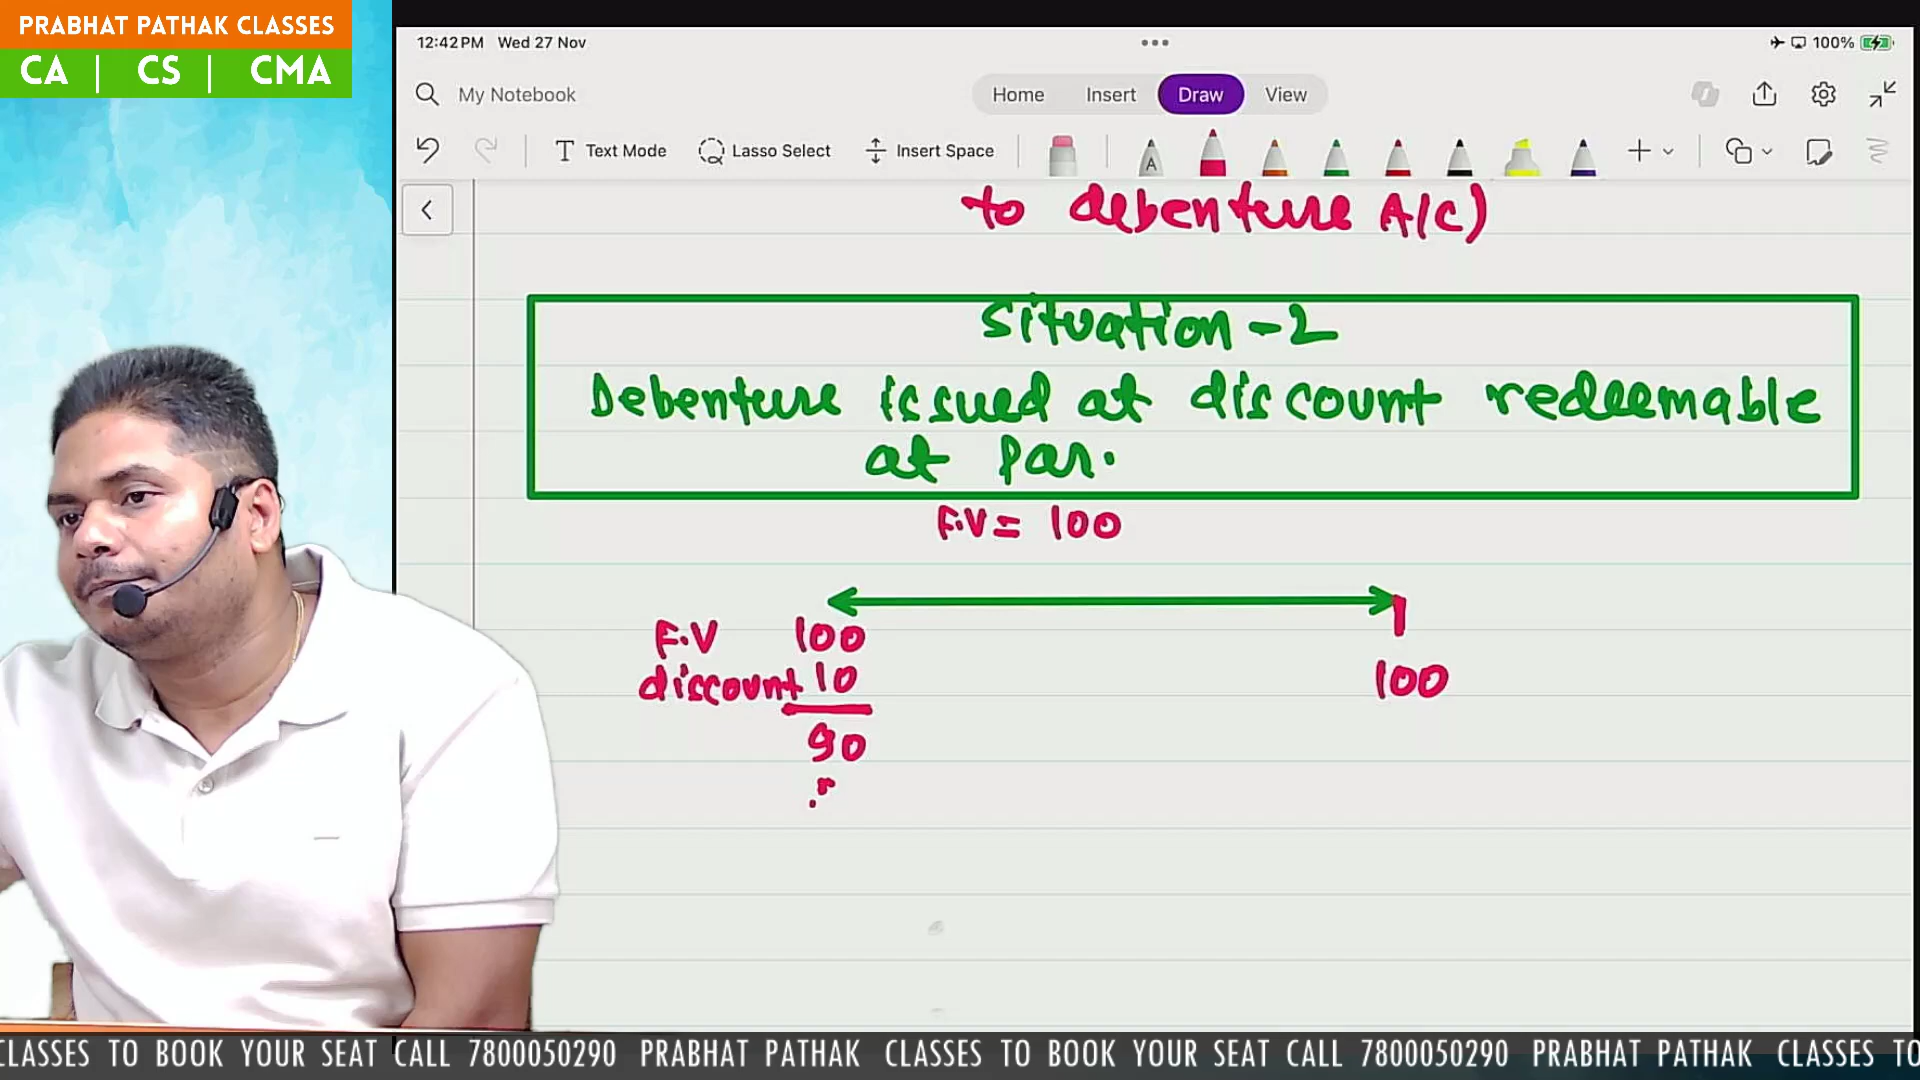 PRABHAT PATHAK CLASSES
CA | CS | CMA
12:42 PM Wed 27 Nov
100%
My Notebook
Home Insert Draw View
Text Mode Lasso Select Insert Space
A
to debenture A/C)
Situation-2
Debenture issued at discount redeemable
at par.
F.V = 100
F.V 100
discount 10
90
100
CLASSES TO BOOK YOUR SEAT CALL 7800050290 PRABHAT PATHAK CLASSES TO BOOK YOUR SEAT CALL 7800050290 PRABHAT PATHAK CLASSES TO